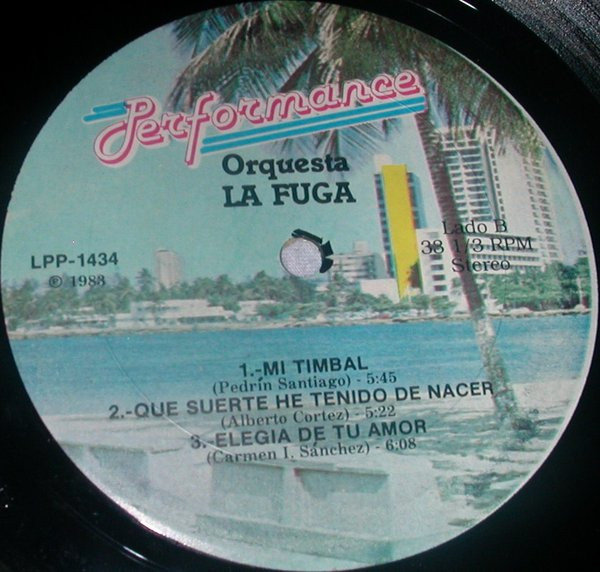 Performance
Orquesta
LA FUGA
LPP-1434
℗ 1983
Lado B
33 1/3 RPM
Stereo
1.-MI TIMBAL
(Pedrín Santiago) - 5:45
2.-QUE SUERTE HE TENIDO DE NACER
(Alberto Cortez) - 5:22
3.-ELEGIA DE TU AMOR
(Carmen I. Sánchez) - 6:08